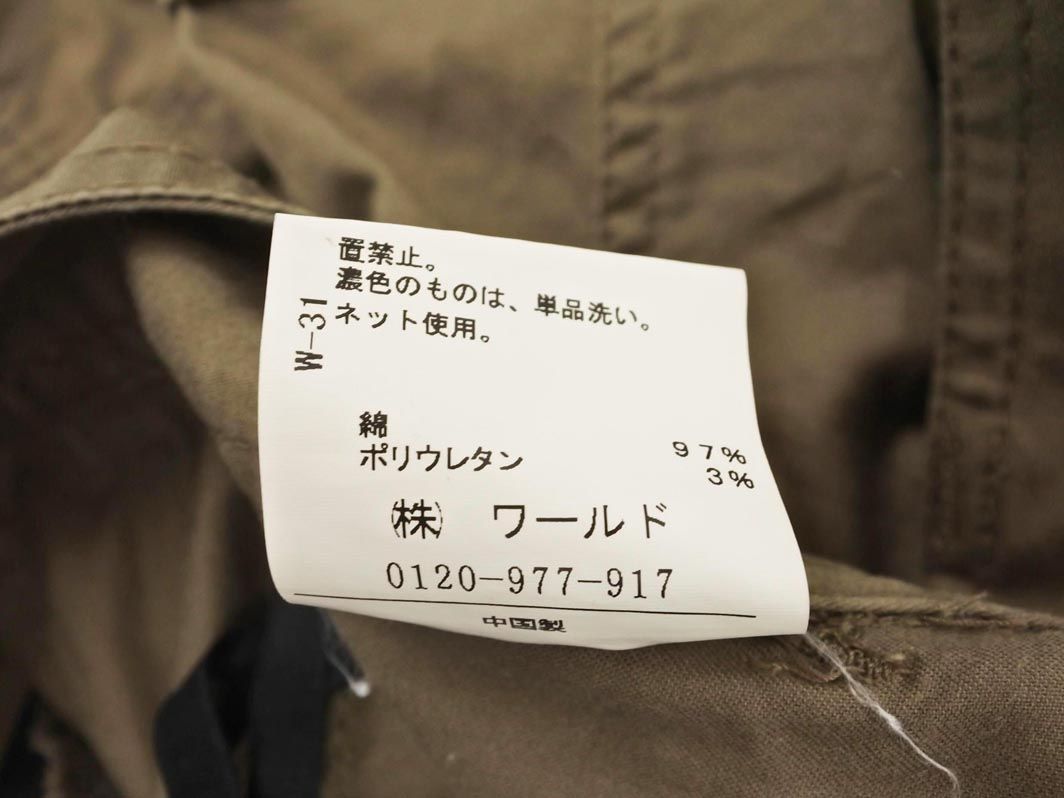 置禁止。
濃色のものは、単品洗い。
ネット使用。
W-31
綿 97%
ポリウレタン 3%
㈱ ワールド
0120-977-917
中国製